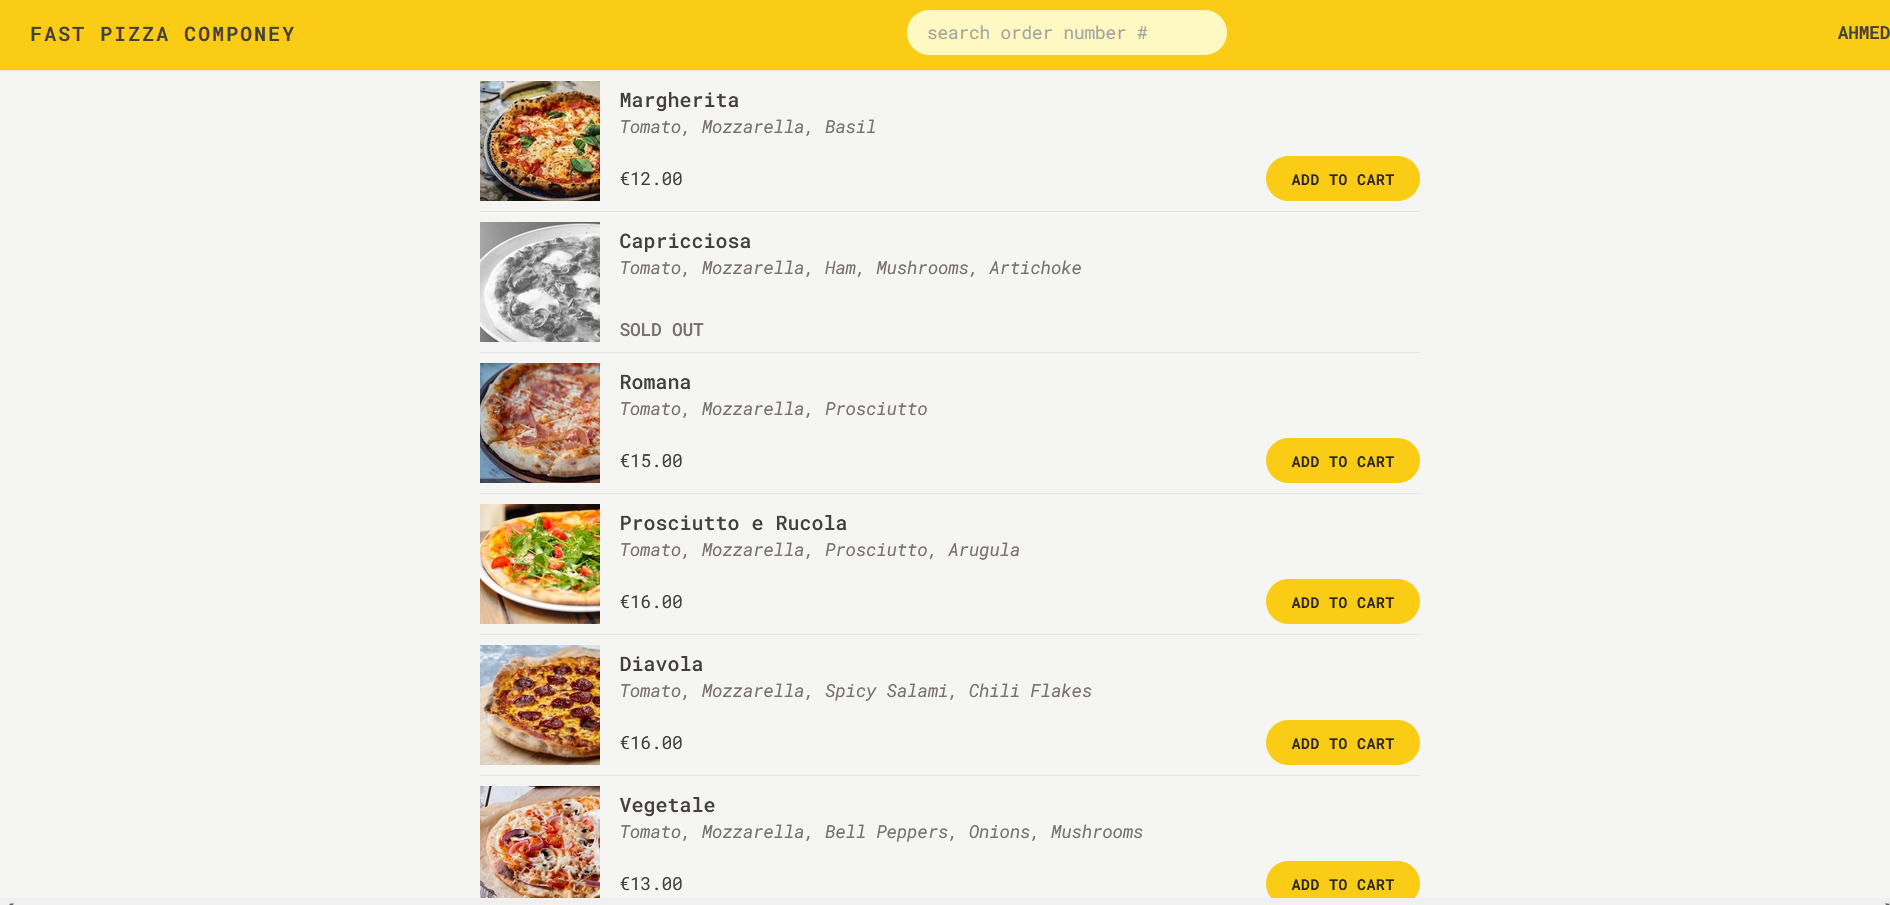 FAST PIZZA COMPONEY
search order number #
AHMED
Margherita
Tomato, Mozzarella, Basil
€12.00
ADD TO CART
Capricciosa
Tomato, Mozzarella, Ham, Mushrooms, Artichoke
SOLD OUT
Romana
Tomato, Mozzarella, Prosciutto
€15.00
ADD TO CART
Prosciutto e Rucola
Tomato, Mozzarella, Prosciutto, Arugula
€16.00
ADD TO CART
Diavola
Tomato, Mozzarella, Spicy Salami, Chili Flakes
€16.00
ADD TO CART
Vegetale
Tomato, Mozzarella, Bell Peppers, Onions, Mushrooms
€13.00
ADD TO CART